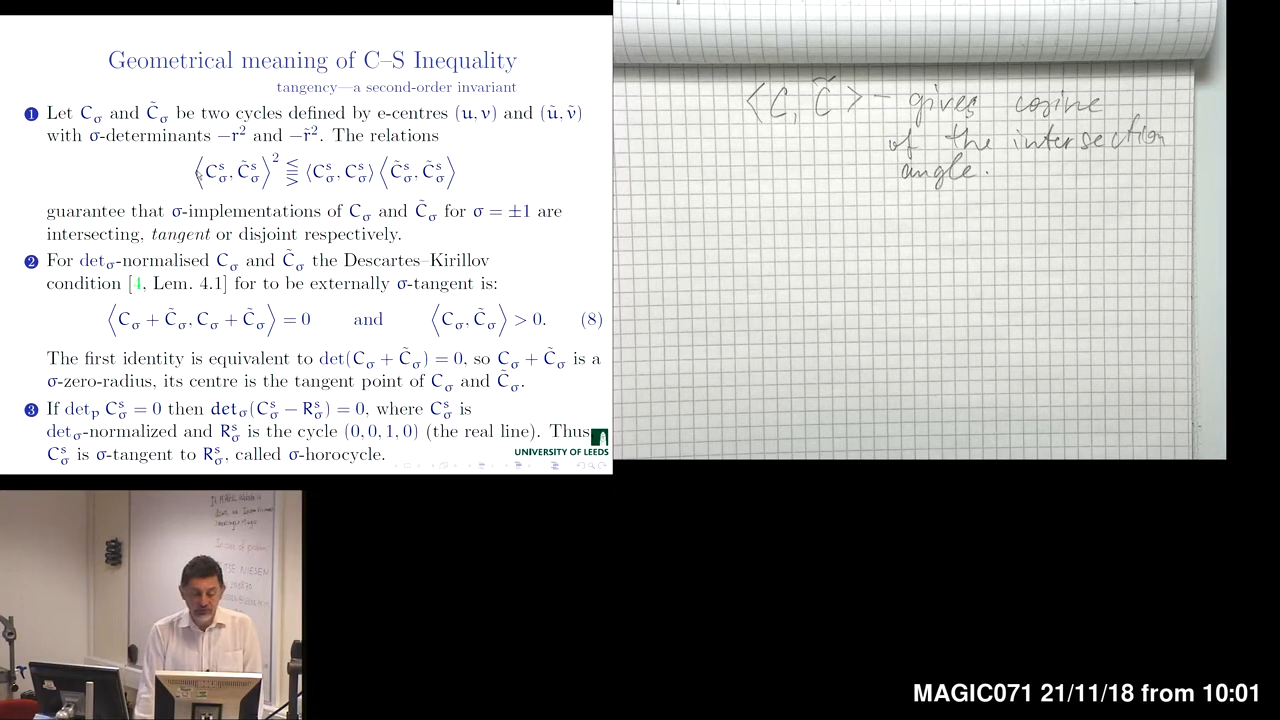 Geometrical meaning of C–S Inequality
tangency—a second-order invariant
1 Let C_σ and C̃_σ be two cycles defined by e-centres (u, v) and (ũ, ṽ)
with σ-determinants −r² and −r̃². The relations
⟨C^s_σ, C̃^s_σ⟩² ⪋ ⟨C^s_σ, C^s_σ⟩ ⟨C̃^s_σ, C̃^s_σ⟩
guarantee that σ-implementations of C_σ and C̃_σ for σ = ±1 are
intersecting, tangent or disjoint respectively.
2 For det_σ-normalised C_σ and C̃_σ the Descartes–Kirillov
condition [4, Lem. 4.1] for to be externally σ-tangent is:
⟨C_σ + C̃_σ, C_σ + C̃_σ⟩ = 0 and ⟨C_σ, C̃_σ⟩ > 0. (8)
The first identity is equivalent to det(C_σ + C̃_σ) = 0, so C_σ + C̃_σ is a
σ-zero-radius, its centre is the tangent point of C_σ and C̃_σ.
3 If det_p C^s_σ = 0 then det_σ(C^s_σ − R^s_σ) = 0, where C^s_σ is
det_σ-normalized and R^s_σ is the cycle (0, 0, 1, 0) (the real line). Thus
C^s_σ is σ-tangent to R^s_σ, called σ-horocycle.
UNIVERSITY OF LEEDS
⟨C, C̃⟩ – gives cosine
of the intersection
angle.
MAGIC071 21/11/18 from 10:01